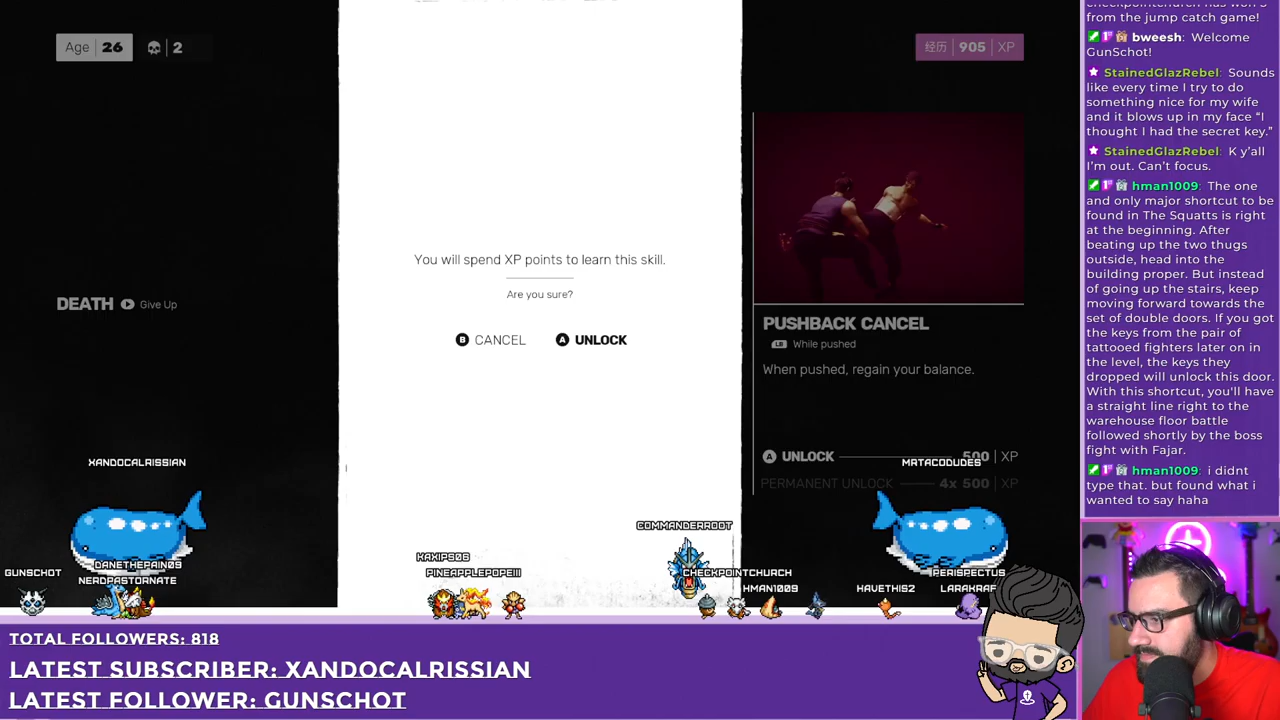 Age 26 2
经历 905 XP
DEATH Give Up
You will spend XP points to learn this skill.
Are you sure?
B CANCEL A UNLOCK
PUSHBACK CANCEL
LB While pushed
When pushed, regain your balance.
A UNLOCK 500 XP
PERMANENT UNLOCK 4x 500 XP
XANDOCALRISSIAN
MRTACODUDES
COMMANDERROOT
DANETHEPAIN09
GUNSCHOT
NERDPASTORNATE
KAXIPS06
PINEAPPLEPOPEIII
CHECKPOINTCHURCH
HMAN1009
HAVETHIS2
PERISPECTUS
LARAKRAF
TOTAL FOLLOWERS: 818
LATEST SUBSCRIBER: XANDOCALRISSIAN
LATEST FOLLOWER: GUNSCHOT
from the jump catch game!
bweesh: Welcome
GunSchot!
StainedGlazRebel: Sounds
like every time I try to do
something nice for my wife
and it blows up in my face “I
thought I had the secret key.”
StainedGlazRebel: K y’all
I’m out. Can’t focus.
hman1009: The one
and only major shortcut to be
found in The Squatts is right
at the beginning. After
beating up the two thugs
outside, head into the
building proper. But instead
of going up the stairs, keep
moving forward towards the
set of double doors. If you got
the keys from the pair of
tattooed fighters later on in
the level, the keys they
dropped will unlock this door.
With this shortcut, you'll have
a straight line right to the
warehouse floor battle
followed shortly by the boss
fight with Fajar.
hman1009: i didnt
type that. but found what i
wanted to say haha